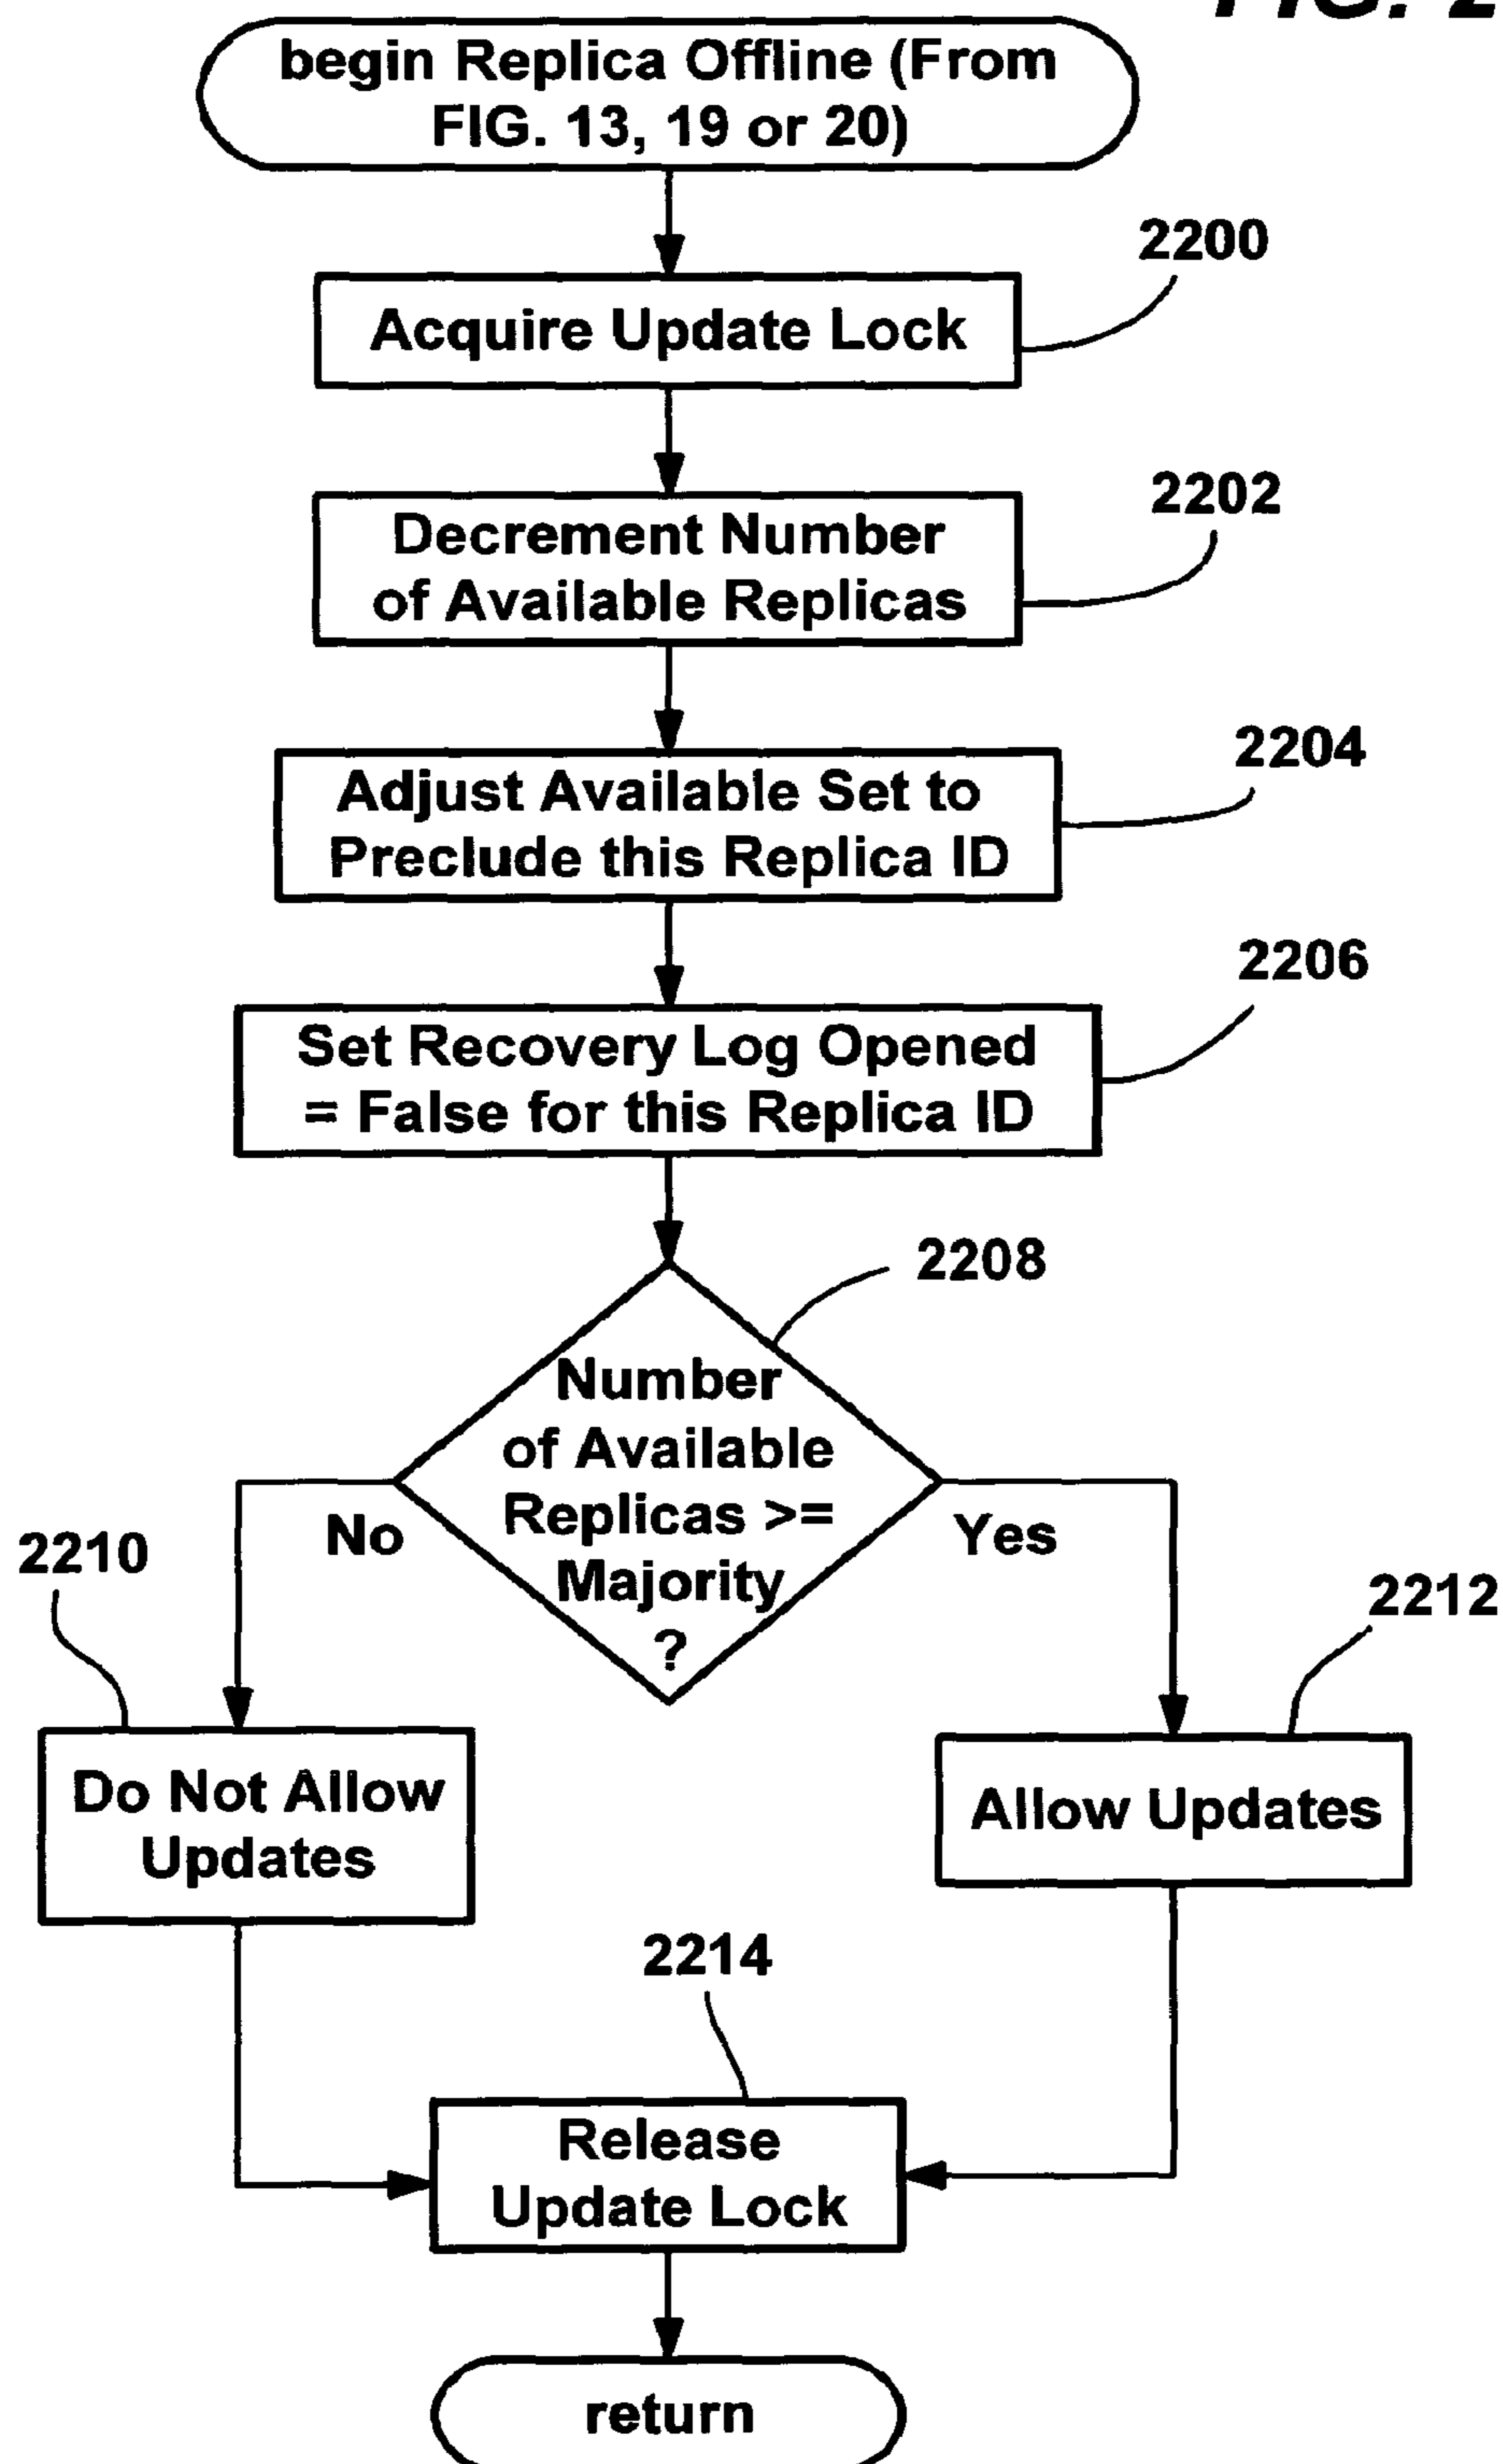 FIG. 2
begin Replica Offline (From
FIG. 13, 19 or 20)
2200
Acquire Update Lock
2202
Decrement Number
of Available Replicas
2204
Adjust Available Set to
Preclude this Replica ID
2206
Set Recovery Log Opened
= False for this Replica ID
2208
Number
of Available
Replicas >=
Majority
?
No
Yes
2210
2212
Do Not Allow
Updates
Allow Updates
2214
Release
Update Lock
return